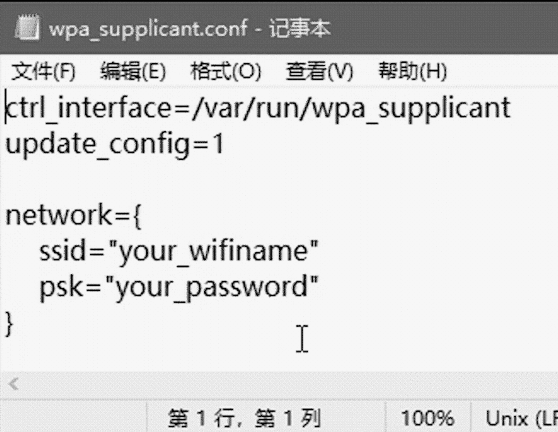 wpa_supplicant.conf - 记事本
文件(F) 编辑(E) 格式(O) 查看(V) 帮助(H)
ctrl_interface=/var/run/wpa_supplicant
update_config=1
network={
ssid="your_wifiname"
psk="your_password"
}
第 1 行，第 1 列 100% Unix (LF